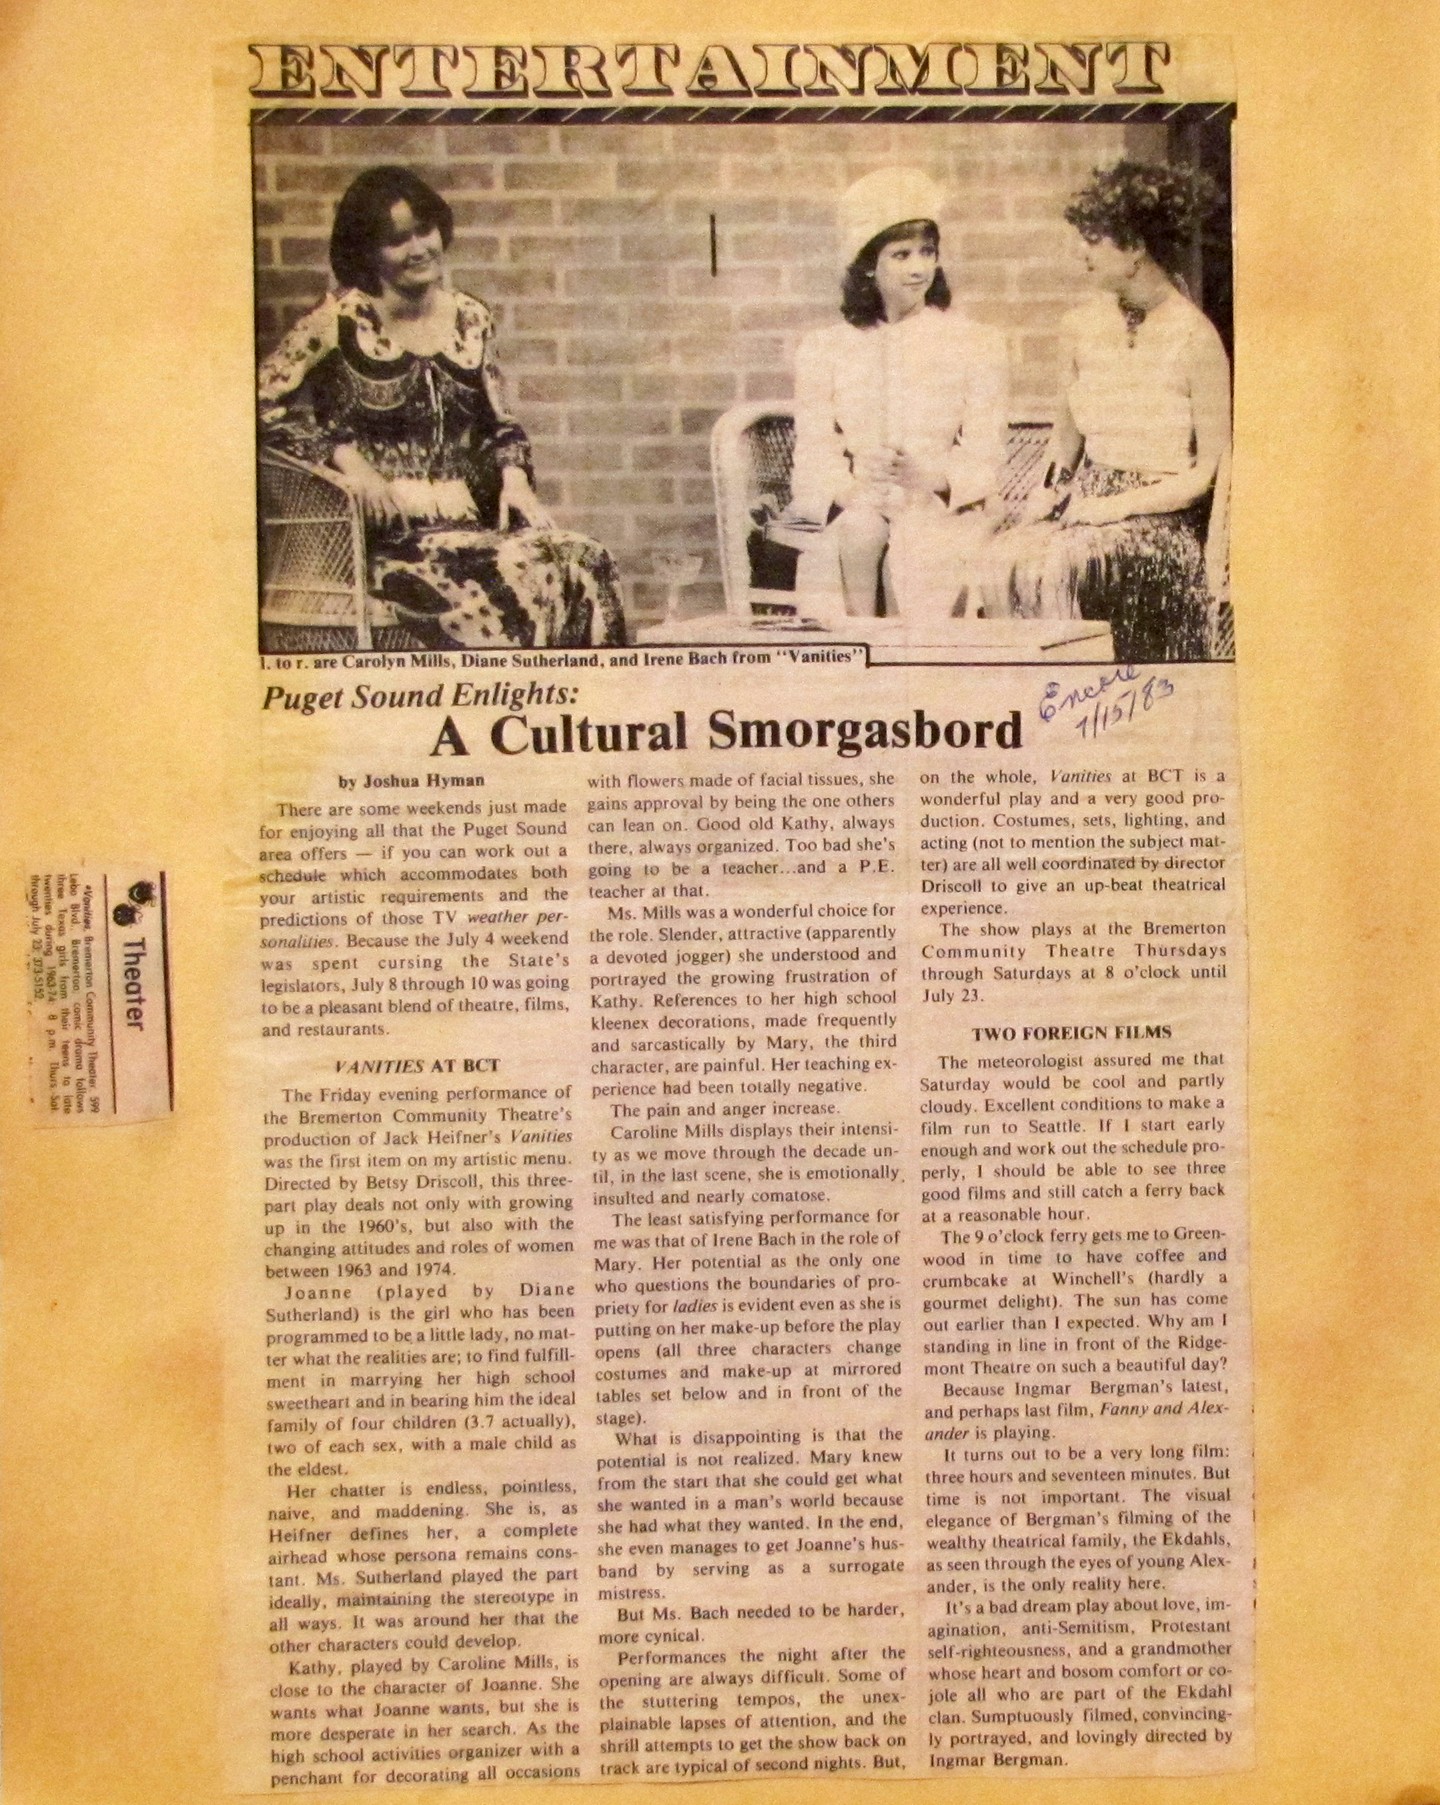 ENTERTAINMENT
l. to r. are Carolyn Mills, Diane Sutherland, and Irene Bach from "Vanities"
Puget Sound Enlights:
A Cultural Smorgasbord
Encore
7/15/83
by Joshua Hyman
There are some weekends just made
for enjoying all that the Puget Sound
area offers — if you can work out a
schedule which accommodates both
your artistic requirements and the
predictions of those TV weather per-
sonalities. Because the July 4 weekend
was spent cursing the State's
legislators, July 8 through 10 was going
to be a pleasant blend of theatre, films,
and restaurants.
VANITIES AT BCT
The Friday evening performance of
the Bremerton Community Theatre's
production of Jack Heifner's Vanities
was the first item on my artistic menu.
Directed by Betsy Driscoll, this three-
part play deals not only with growing
up in the 1960's, but also with the
changing attitudes and roles of women
between 1963 and 1974.
Joanne (played by Diane
Sutherland) is the girl who has been
programmed to be a little lady, no mat-
ter what the realities are; to find fulfill-
ment in marrying her high school
sweetheart and in bearing him the ideal
family of four children (3.7 actually),
two of each sex, with a male child as
the eldest.
Her chatter is endless, pointless,
naive, and maddening. She is, as
Heifner defines her, a complete
airhead whose persona remains cons-
tant. Ms. Sutherland played the part
ideally, maintaining the stereotype in
all ways. It was around her that the
other characters could develop.
Kathy, played by Caroline Mills, is
close to the character of Joanne. She
wants what Joanne wants, but she is
more desperate in her search. As the
high school activities organizer with a
penchant for decorating all occasions
with flowers made of facial tissues, she
gains approval by being the one others
can lean on. Good old Kathy, always
there, always organized. Too bad she's
going to be a teacher...and a P.E.
teacher at that.
Ms. Mills was a wonderful choice for
the role. Slender, attractive (apparently
a devoted jogger) she understood and
portrayed the growing frustration of
Kathy. References to her high school
kleenex decorations, made frequently
and sarcastically by Mary, the third
character, are painful. Her teaching ex-
perience had been totally negative.
The pain and anger increase.
Caroline Mills displays their intensi-
ty as we move through the decade un-
til, in the last scene, she is emotionally
insulted and nearly comatose.
The least satisfying performance for
me was that of Irene Bach in the role of
Mary. Her potential as the only one
who questions the boundaries of pro-
priety for ladies is evident even as she is
putting on her make-up before the play
opens (all three characters change
costumes and make-up at mirrored
tables set below and in front of the
stage).
What is disappointing is that the
potential is not realized. Mary knew
from the start that she could get what
she wanted in a man's world because
she had what they wanted. In the end,
she even manages to get Joanne's hus-
band by serving as a surrogate
mistress.
But Ms. Bach needed to be harder,
more cynical.
Performances the night after the
opening are always difficult. Some of
the stuttering tempos, the unex-
plainable lapses of attention, and the
shrill attempts to get the show back on
track are typical of second nights. But,
on the whole, Vanities at BCT is a
wonderful play and a very good pro-
duction. Costumes, sets, lighting, and
acting (not to mention the subject mat-
ter) are all well coordinated by director
Driscoll to give an up-beat theatrical
experience.
The show plays at the Bremerton
Community Theatre Thursdays
through Saturdays at 8 o'clock until
July 23.
TWO FOREIGN FILMS
The meteorologist assured me that
Saturday would be cool and partly
cloudy. Excellent conditions to make a
film run to Seattle. If I start early
enough and work out the schedule pro-
perly, I should be able to see three
good films and still catch a ferry back
at a reasonable hour.
The 9 o'clock ferry gets me to Green-
wood in time to have coffee and
crumbcake at Winchell's (hardly a
gourmet delight). The sun has come
out earlier than I expected. Why am I
standing in line in front of the Ridge-
mont Theatre on such a beautiful day?
Because Ingmar Bergman's latest,
and perhaps last film, Fanny and Alex-
ander is playing.
It turns out to be a very long film:
three hours and seventeen minutes. But
time is not important. The visual
elegance of Bergman's filming of the
wealthy theatrical family, the Ekdahls,
as seen through the eyes of young Alex-
ander, is the only reality here.
It's a bad dream play about love, im-
agination, anti-Semitism, Protestant
self-righteousness, and a grandmother
whose heart and bosom comfort or co-
jole all who are part of the Ekdahl
clan. Sumptuously filmed, convincing-
ly portrayed, and lovingly directed by
Ingmar Bergman.
Theater
•Vanities, Bremerton Community Theater, 599
Lebo Blvd., Bremerton, comic drama follows
three Texas girls from their teens to late
twenties during 1963-74, 8 p.m. Thurs.-Sat.
through July 23, 373-5152.